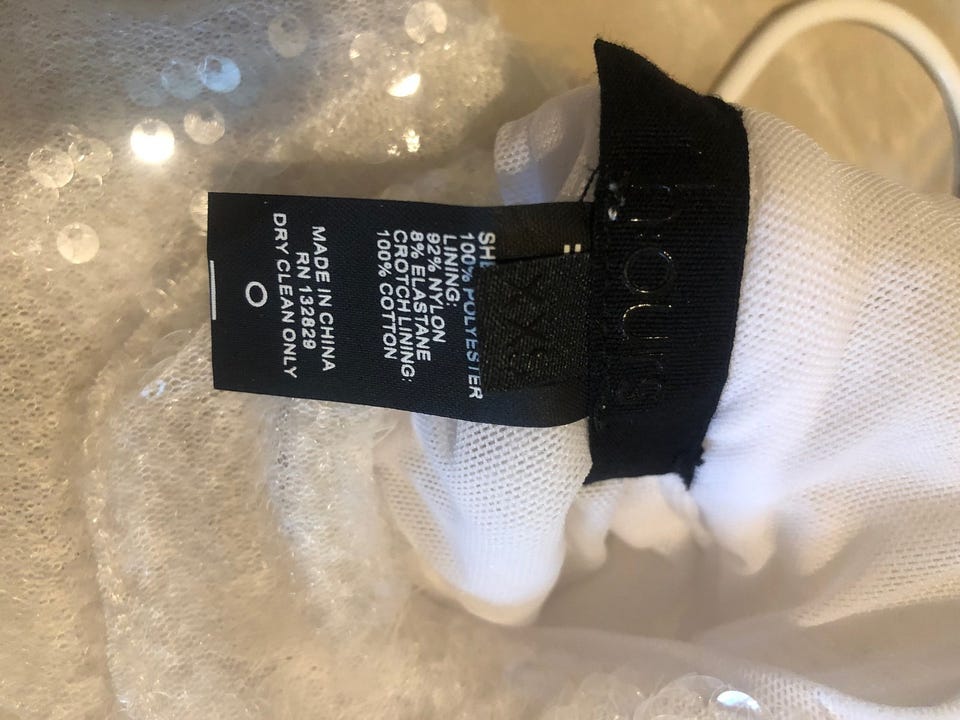 XXS
100% POLYESTER
LINING:
92% NYLON
8% ELASTANE
CROTCH LINING:
100% COTTON
MADE IN CHINA
RN 132829
DRY CLEAN ONLY